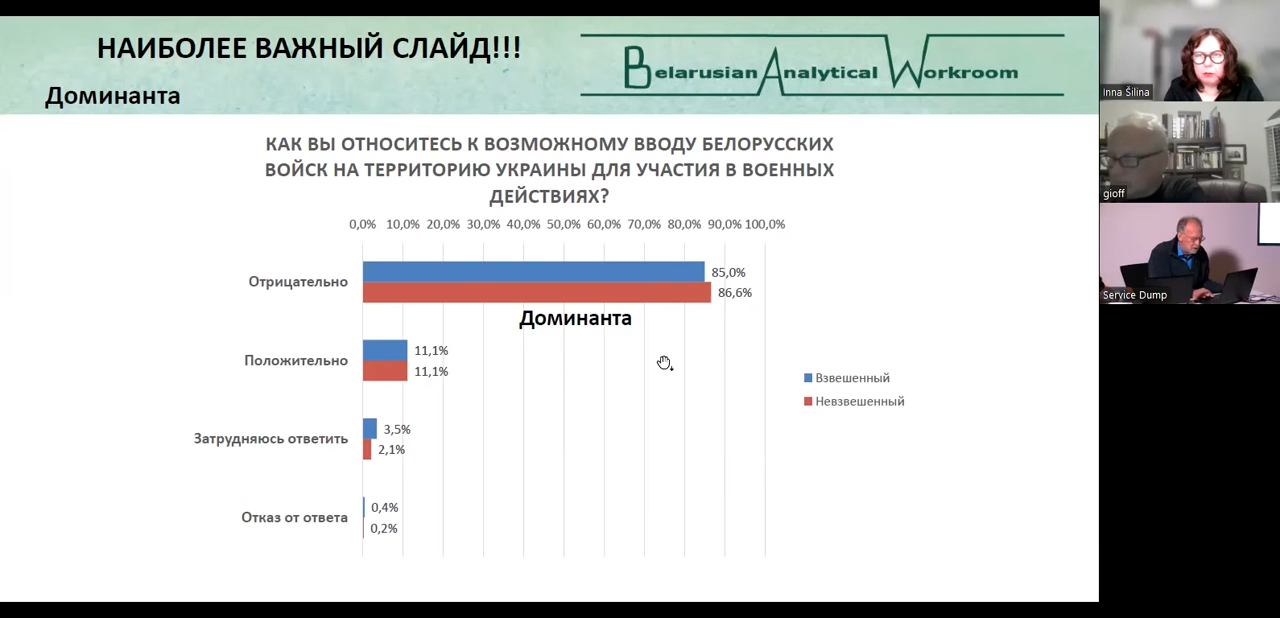 НАИБОЛЕЕ ВАЖНЫЙ СЛАЙД!!!
Доминанта
Belarusian Analytical Workroom
КАК ВЫ ОТНОСИТЕСЬ К ВОЗМОЖНОМУ ВВОДУ БЕЛОРУССКИХ
ВОЙСК НА ТЕРРИТОРИЮ УКРАИНЫ ДЛЯ УЧАСТИЯ В ВОЕННЫХ
ДЕЙСТВИЯХ?
0,0% 10,0% 20,0% 30,0% 40,0% 50,0% 60,0% 70,0% 80,0% 90,0% 100,0%
Отрицательно
85,0%
86,6%
Доминанта
Положительно
11,1%
11,1%
Затрудняюсь ответить
3,5%
2,1%
Отказ от ответа
0,4%
0,2%
Взвешенный
Невзвешенный
Inna Šilina
gioff
Service Dump